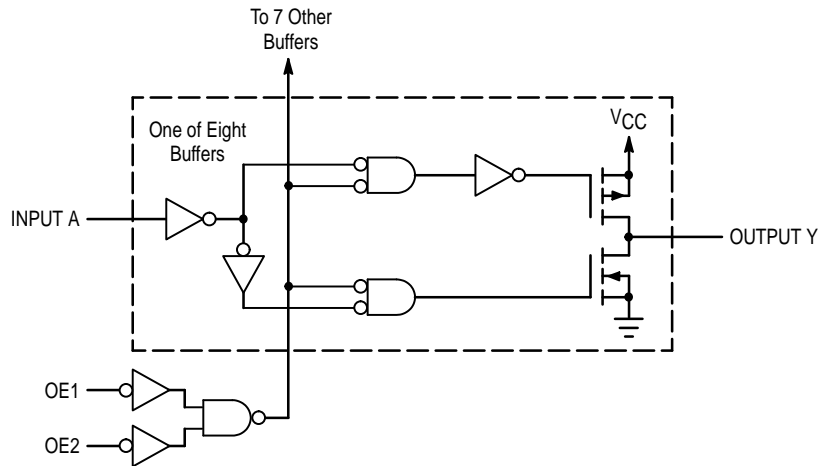 To 7 Other
Buffers
One of Eight
Buffers
VCC
INPUT A
OUTPUT Y
OE1
OE2